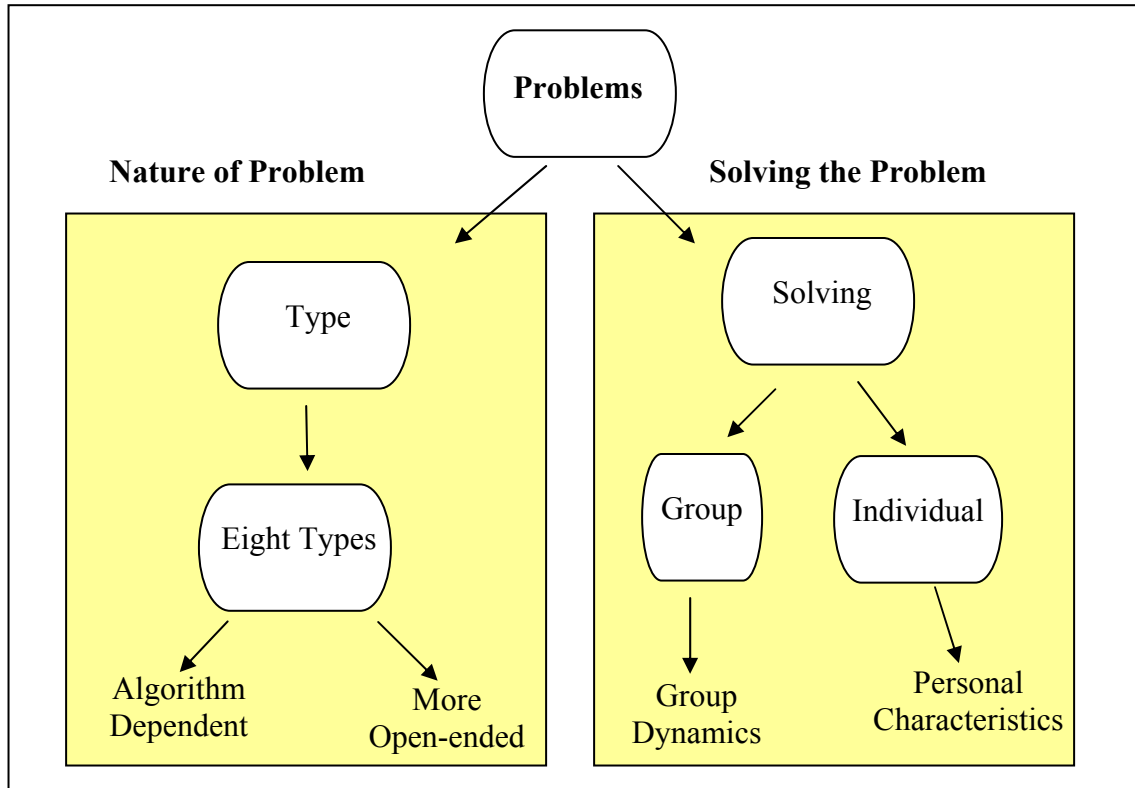 Problems
Nature of Problem
Solving the Problem
Type
Eight Types
Algorithm
Dependent
More
Open-ended
Solving
Group
Individual
Group
Dynamics
Personal
Characteristics